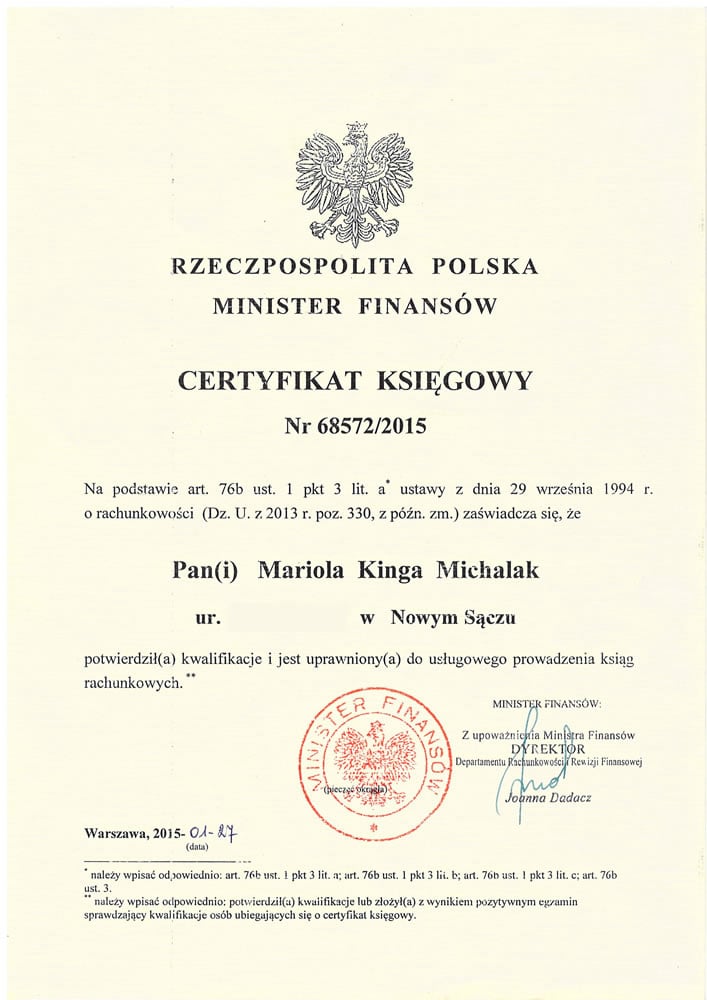 RZECZPOSPOLITA POLSKA
MINISTER FINANSÓW
CERTYFIKAT KSIĘGOWY
Nr 68572/2015
Na podstawie art. 76b ust. 1 pkt 3 lit. a* ustawy z dnia 29 września 1994 r.
o rachunkowości (Dz. U. z 2013 r. poz. 330, z późn. zm.) zaświadcza się, że
Pan(i) Mariola Kinga Michalak
ur. w Nowym Sączu
potwierdził(a) kwalifikacje i jest uprawniony(a) do usługowego prowadzenia ksiąg
rachunkowych.**
MINISTER FINANSÓW
(pieczęć okrągła)
MINISTER FINANSÓW:
Z upoważnienia Ministra Finansów
DYREKTOR
Departamentu Rachunkowości i Rewizji Finansowej
Joanna Dadacz
Warszawa, 2015-01-27
(data)
* należy wpisać odpowiednio: art. 76b ust. 1 pkt 3 lit. a; art. 76b ust. 1 pkt 3 lit. b; art. 76b ust. 1 pkt 3 lit. c; art. 76b
ust. 3.
** należy wpisać odpowiednio: potwierdził(a) kwalifikacje lub złożył(a) z wynikiem pozytywnym egzamin
sprawdzający kwalifikacje osób ubiegających się o certyfikat księgowy.